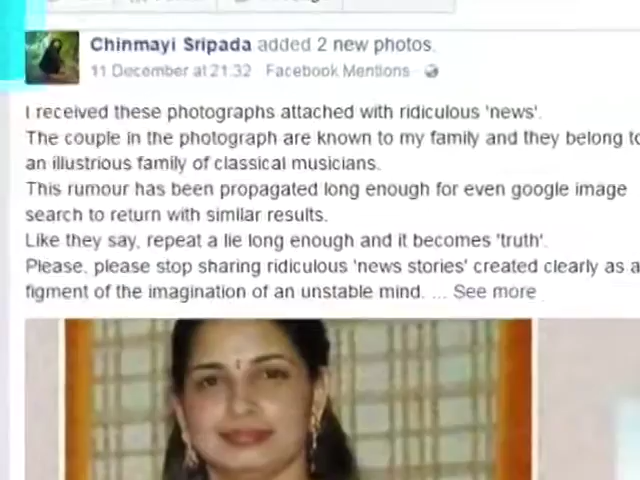 Chinmayi Sripada added 2 new photos.
11 December at 21:32 Facebook Mentions
I received these photographs attached with ridiculous 'news'.
The couple in the photograph are known to my family and they belong to
an illustrious family of classical musicians.
This rumour has been propagated long enough for even google image
search to return with similar results.
Like they say, repeat a lie long enough and it becomes 'truth'.
Please, please stop sharing ridiculous 'news stories' created clearly as a
figment of the imagination of an unstable mind. ... See more